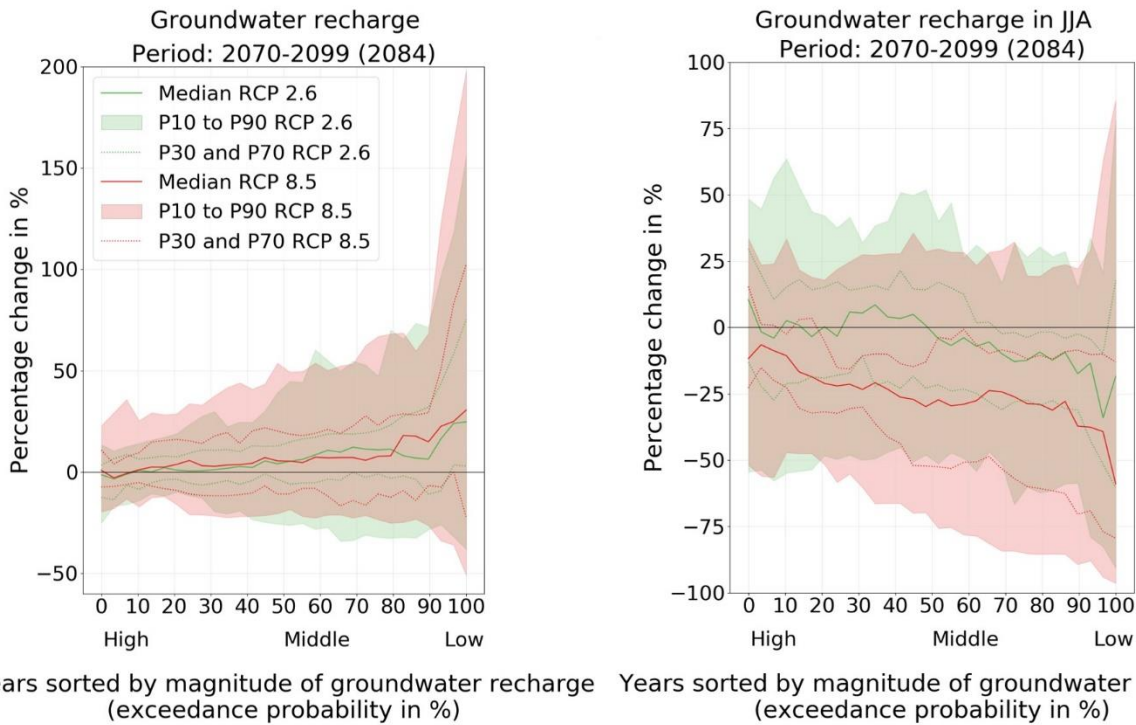 Groundwater recharge
Period: 2070-2099 (2084)
200
150
100
50
0
−50
Percentage change in %
Median RCP 2.6
P10 to P90 RCP 2.6
P30 and P70 RCP 2.6
Median RCP 8.5
P10 to P90 RCP 8.5
P30 and P70 RCP 8.5
0 10 20 30 40 50 60 70 80 90 100
High Middle Low
ears sorted by magnitude of groundwater recharge
(exceedance probability in %)
Groundwater recharge in JJA
Period: 2070-2099 (2084)
100
75
50
25
0
−25
−50
−75
−100
Percentage change in %
0 10 20 30 40 50 60 70 80 90 100
High Middle Low
Years sorted by magnitude of groundwater
(exceedance probability in %)